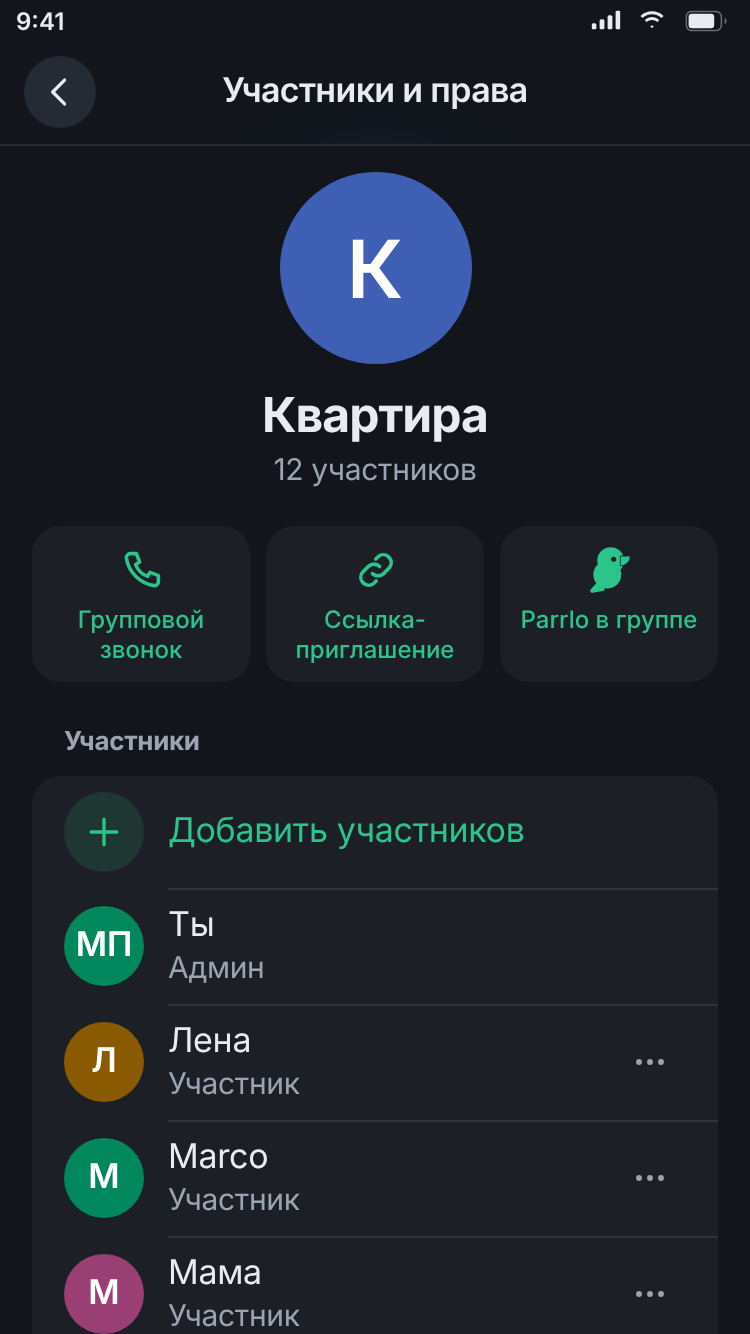 9:41
Участники и права
К
Квартира
12 участников
Групповой
звонок
Ссылка-
приглашение
Parrlo в группе
Участники
Добавить участников
МП
Ты
Админ
Л
Лена
Участник
M
Marco
Участник
М
Мама
Участник